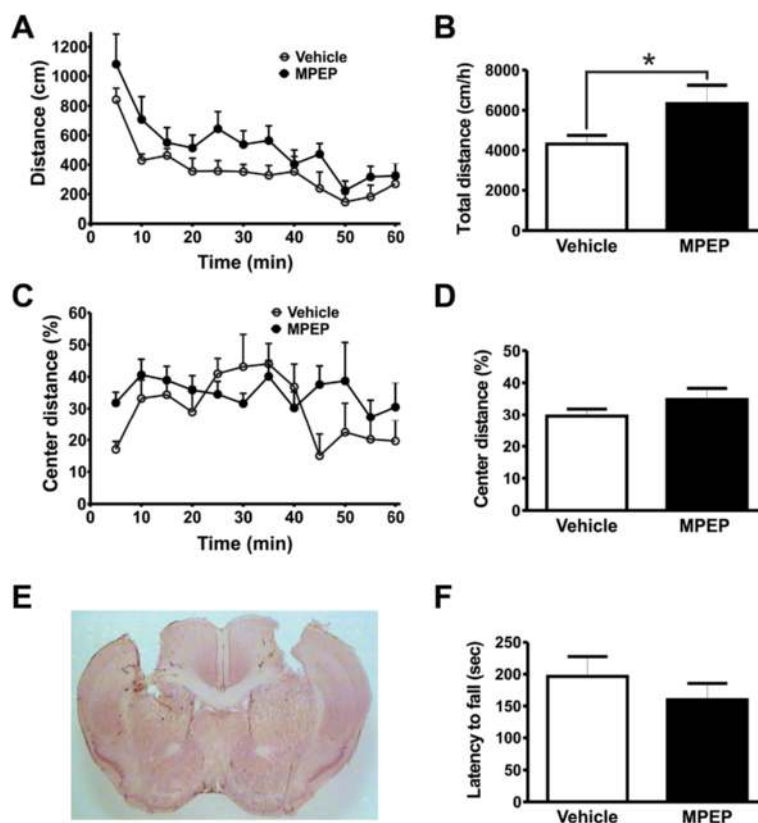 A
Distance (cm)
1200
1000
800
600
400
200
0 10 20 30 40 50 60
Time (min)
Vehicle
MPEP
B
Total distance (cm/h)
8000
6000
4000
2000
0
*
Vehicle MPEP
C
Center distance (%)
60
50
40
30
20
10
0
0 10 20 30 40 50 60
Time (min)
Vehicle
MPEP
D
Center distance (%)
50
40
30
20
10
0
Vehicle MPEP
E
F
Latency to fall (sec)
250
200
150
100
50
0
Vehicle MPEP